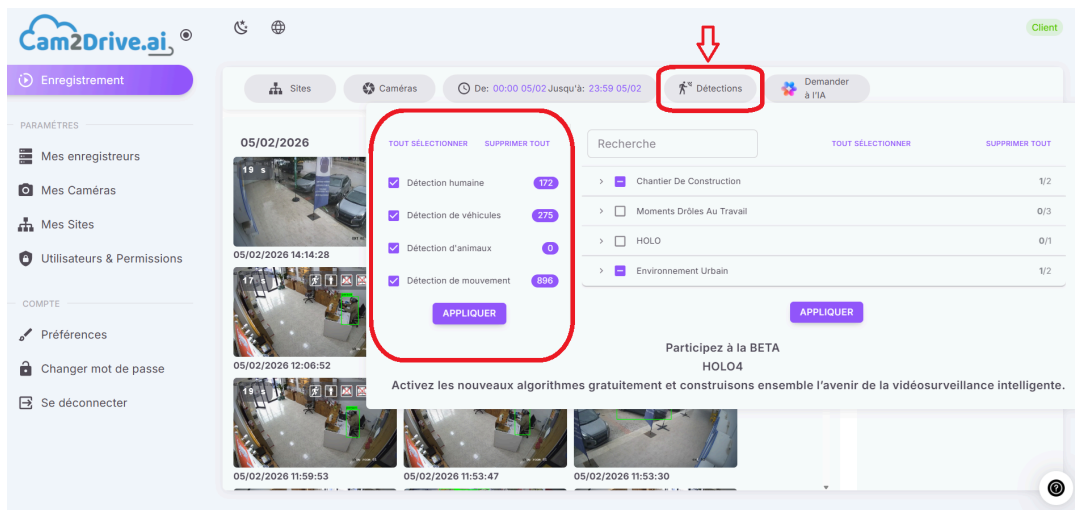 Cam2Drive.ai
Client
Enregistrement
Sites
Caméras
De: 00:00 05/02 Jusqu'à: 23:59 05/02
Détections
Demander
à l'IA
PARAMÈTRES
Mes enregistreurs
Mes Caméras
Mes Sites
Utilisateurs & Permissions
COMPTE
Préférences
Changer mot de passe
Se déconnecter
05/02/2026
19 s
05/02/2026 14:14:28
17 s
05/02/2026 12:06:52
19 s
05/02/2026 11:59:53
05/02/2026 11:53:47
05/02/2026 11:53:30
TOUT SÉLECTIONNER SUPPRIMER TOUT
Détection humaine 172
Détection de véhicules 275
Détection d'animaux 0
Détection de mouvement 896
APPLIQUER
Recherche
TOUT SÉLECTIONNER SUPPRIMER TOUT
Chantier De Construction 1/2
Moments Drôles Au Travail 0/3
HOLO 0/1
Environnement Urbain 1/2
APPLIQUER
Participez à la BETA
HOLO4
Activez les nouveaux algorithmes gratuitement et construisons ensemble l'avenir de la vidéosurveillance intelligente.